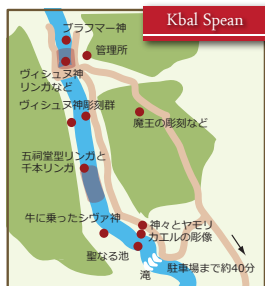 Kbal Spean
ブラフマー神
管理所
ヴィシュヌ神
リンガなど
ヴィシュヌ神彫刻群
魔王の彫刻など
五祠堂型リンガと
千本リンガ
牛に乗ったシヴァ神
神々とヤモリ
カエルの彫像
聖なる池
滝
駐車場まで約40分